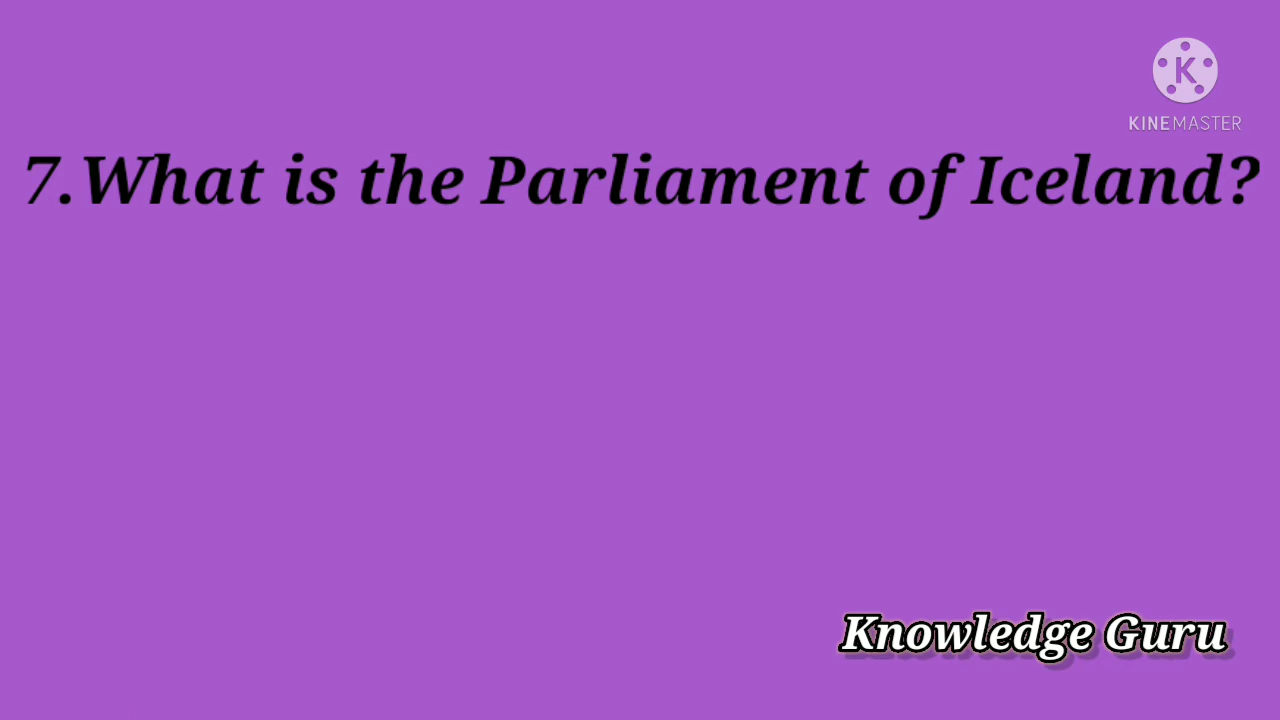 K
KINEMASTER
7.What is the Parliament of Iceland?
Knowledge Guru